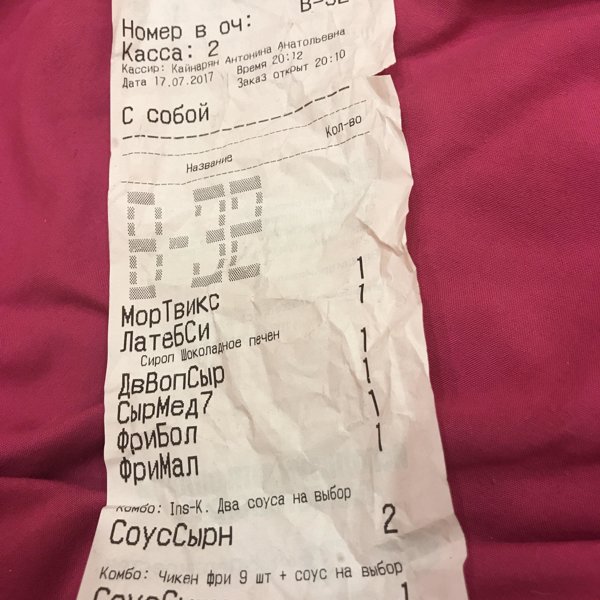 Номер в оч: В-32
Касса: 2
Кассир: Кайнарян Антонина Анатольевна
Дата 17.07.2017 Время 20:12
Заказ открыт 20:10
С собой
Название Кол-во
В-32
МорТвикс 1
ЛатебСи 1
Сироп Шоколадное печен
ДвВопСыр 1
СырМед7 1
ФриБол 1
ФриМал 1
Комбо: Ins-K. Два соуса на выбор
СоусСырн 2
Комбо: Чикен фри 9 шт + соус на выбор
1